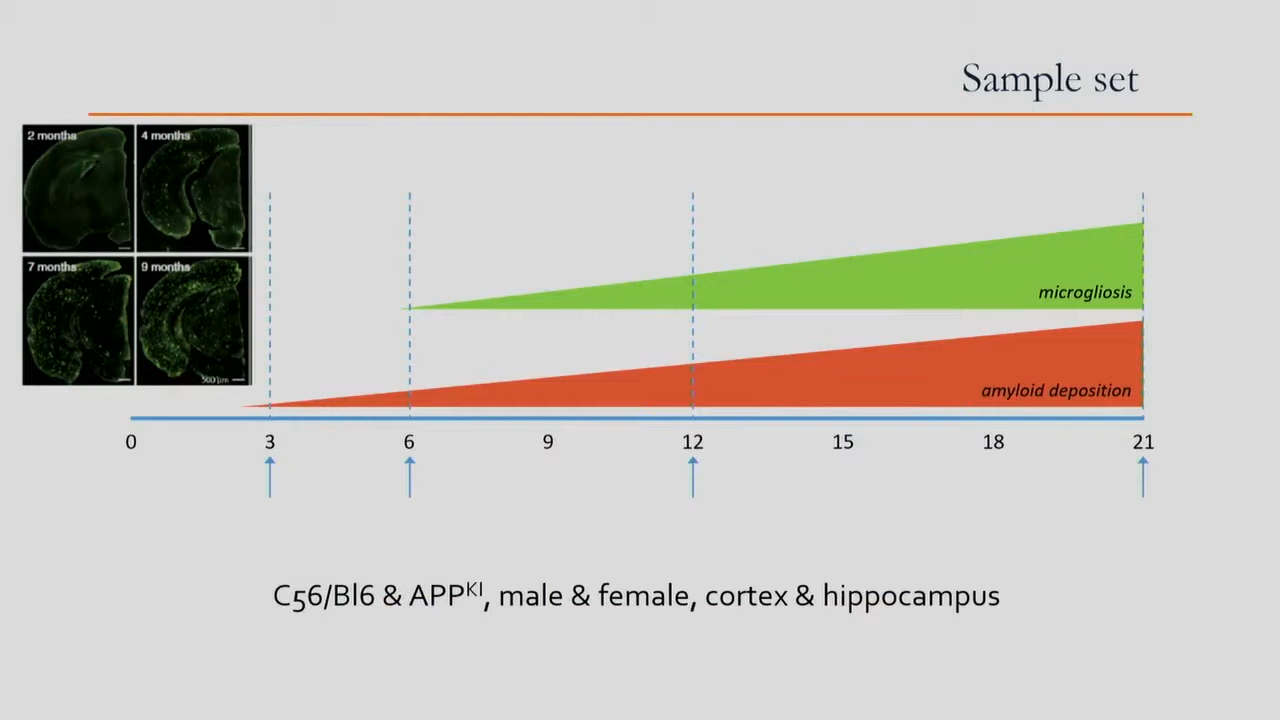 Sample set
2 months
4 months
7 months
9 months
500 µm
microgliosis
amyloid deposition
0 3 6 9 12 15 18 21
C56/Bl6 & APPᴷᴵ, male & female, cortex & hippocampus